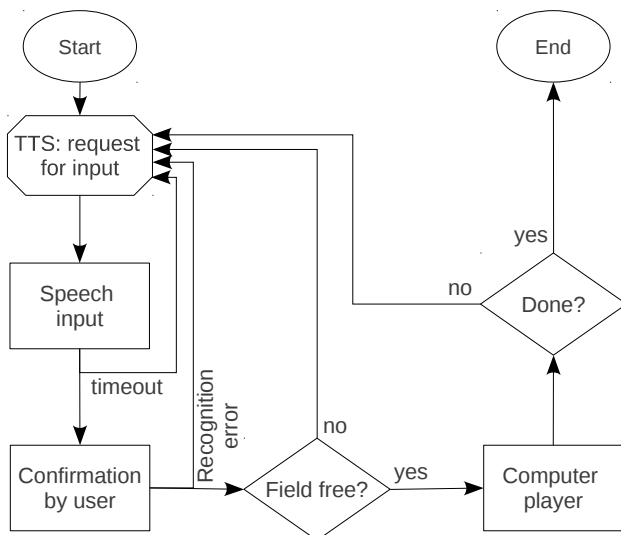 Start
End
TTS: request
for input
yes
no
Done?
Speech
input
timeout
Recognition
error
no
Confirmation
by user
Field free?
yes
Computer
player